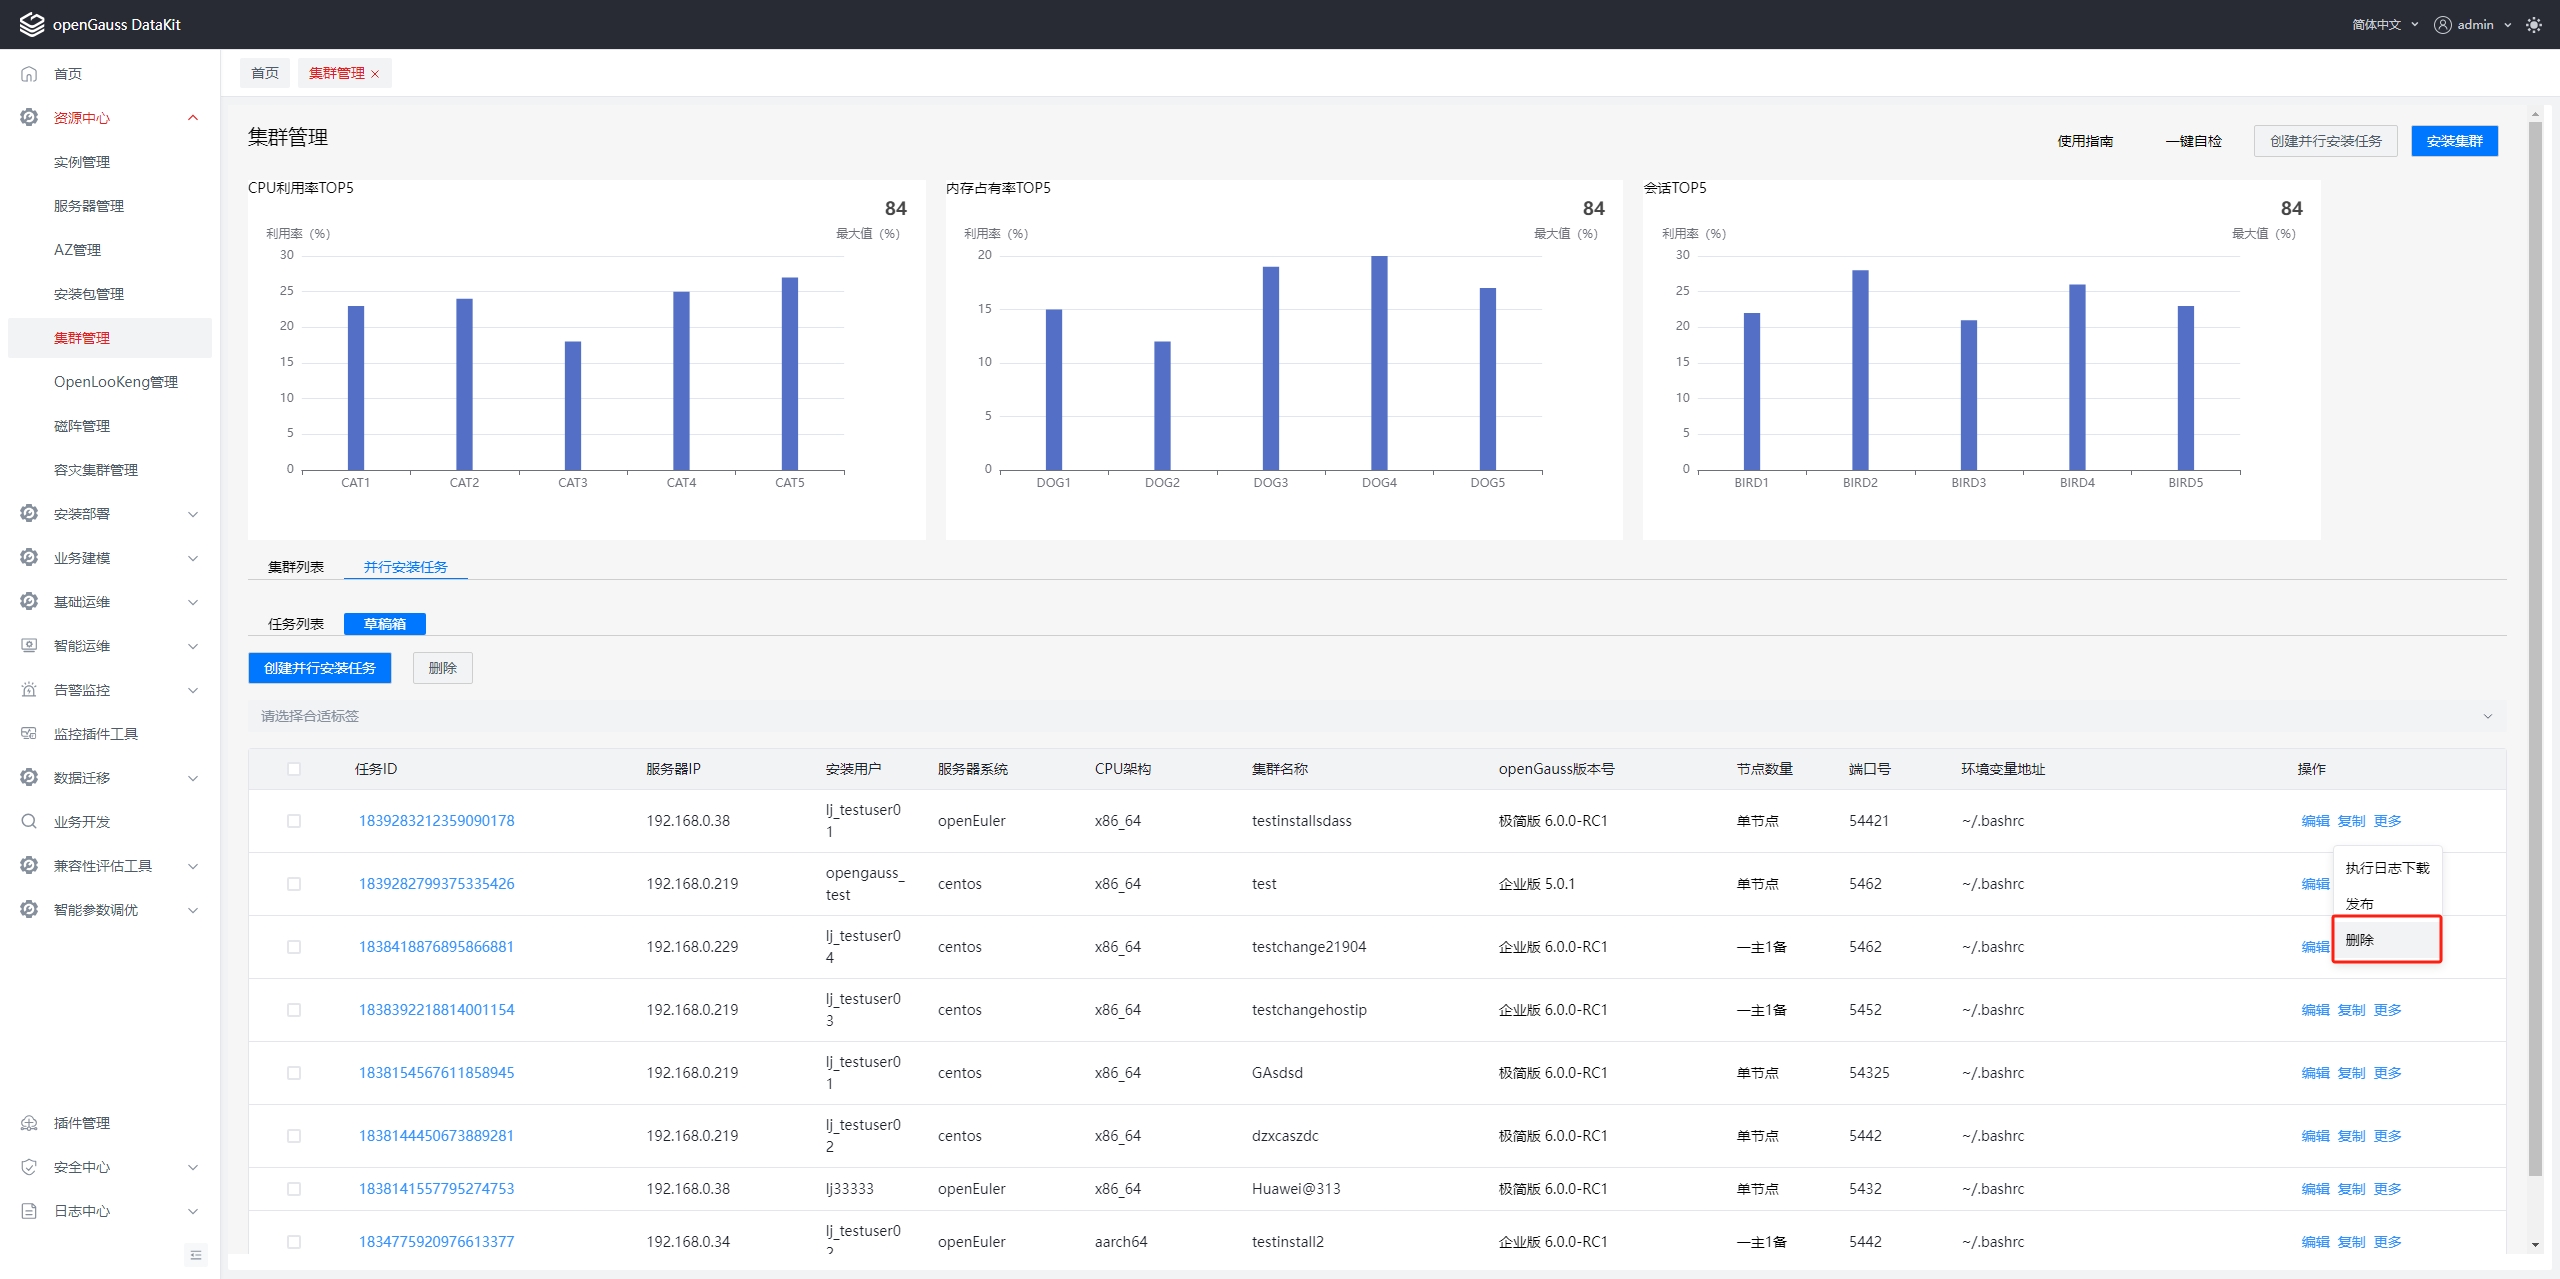 openGauss DataKit
简体中文
admin
首页
资源中心
实例管理
服务器管理
AZ管理
安装包管理
集群管理
OpenLooKeng管理
磁阵管理
容灾集群管理
安装部署
业务建模
基础运维
智能运维
告警监控
监控插件工具
数据迁移
业务开发
兼容性评估工具
智能参数调优
插件管理
安全中心
日志中心
首页 集群管理 ×
集群管理
使用指南 一键自检 创建并行安装任务 安装集群
CPU利用率TOP5
84
利用率（%） 最大值（%）
30
25
20
15
10
5
0
CAT1 CAT2 CAT3 CAT4 CAT5
内存占有率TOP5
84
利用率（%） 最大值（%）
20
15
10
5
0
DOG1 DOG2 DOG3 DOG4 DOG5
会话TOP5
84
利用率（%） 最大值（%）
30
25
20
15
10
5
0
BIRD1 BIRD2 BIRD3 BIRD4 BIRD5
集群列表 并行安装任务
任务列表 草稿箱
创建并行安装任务 删除
请选择合适标签
任务ID 服务器IP 安装用户 服务器系统 CPU架构 集群名称 openGauss版本号 节点数量 端口号 环境变量地址 操作
1839283212359090178 192.168.0.38 lj_testuser01 openEuler x86_64 testinstallsdass 极简版 6.0.0-RC1 单节点 54421 ~/.bashrc 编辑 复制 更多
1839282799375335426 192.168.0.219 opengauss_test centos x86_64 test 企业版 5.0.1 单节点 5462 ~/.bashrc 编辑
1838418876895866881 192.168.0.229 lj_testuser04 centos x86_64 testchange21904 企业版 6.0.0-RC1 一主1备 5462 ~/.bashrc 编辑
执行日志下载
发布
删除
1838392218814001154 192.168.0.219 lj_testuser03 centos x86_64 testchangehostip 企业版 6.0.0-RC1 一主1备 5452 ~/.bashrc 编辑 复制 更多
1838154567611858945 192.168.0.219 lj_testuser01 centos x86_64 GAsdsd 极简版 6.0.0-RC1 单节点 54325 ~/.bashrc 编辑 复制 更多
1838144450673889281 192.168.0.219 lj_testuser02 centos x86_64 dzxcaszdc 极简版 6.0.0-RC1 单节点 5442 ~/.bashrc 编辑 复制 更多
1838141557795274753 192.168.0.38 lj33333 openEuler x86_64 Huawei@313 极简版 6.0.0-RC1 单节点 5432 ~/.bashrc 编辑 复制 更多
1834775920976613377 192.168.0.34 lj_testuser0 openEuler aarch64 testinstall2 企业版 6.0.0-RC1 一主1备 5442 ~/.bashrc 编辑 复制 更多